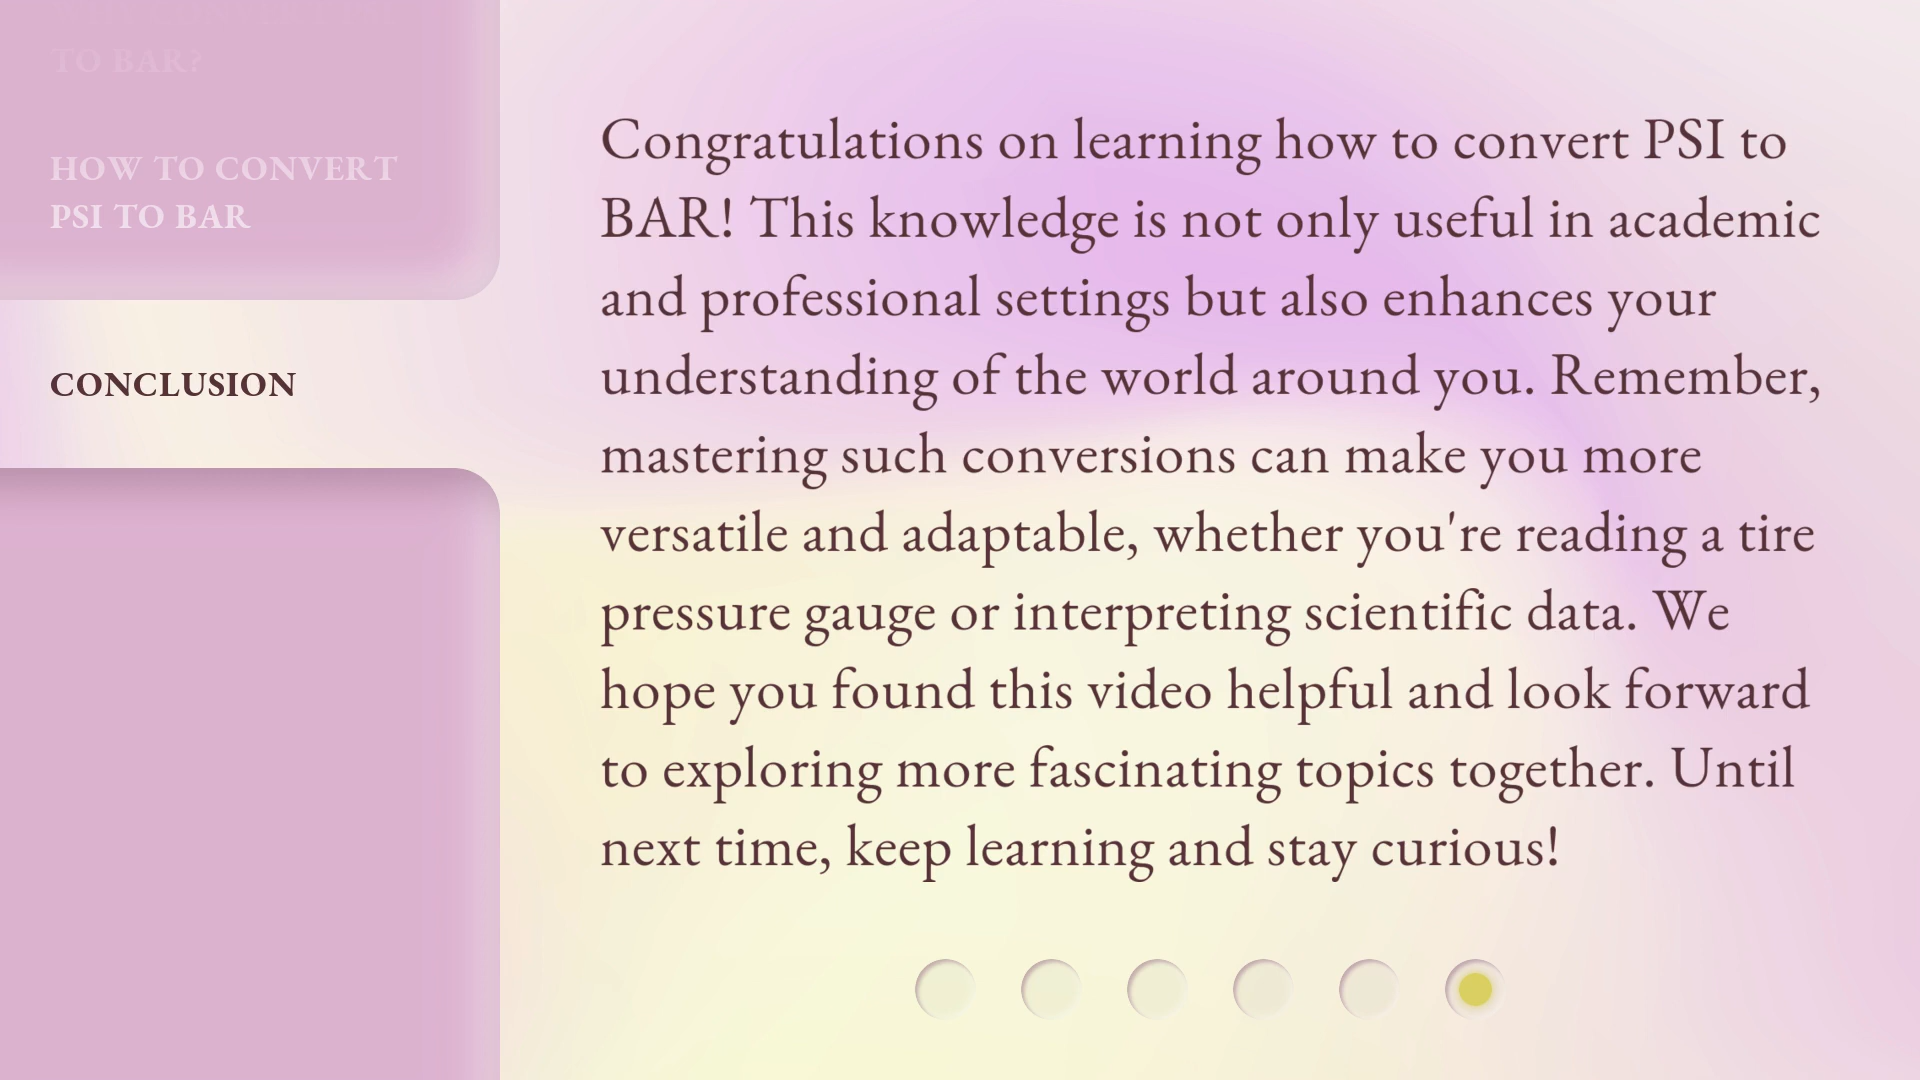 TO BAR?
HOW TO CONVERT
PSI TO BAR
CONCLUSION
Congratulations on learning how to convert PSI to
BAR! This knowledge is not only useful in academic
and professional settings but also enhances your
understanding of the world around you. Remember,
mastering such conversions can make you more
versatile and adaptable, whether you're reading a tire
pressure gauge or interpreting scientific data. We
hope you found this video helpful and look forward
to exploring more fascinating topics together. Until
next time, keep learning and stay curious!